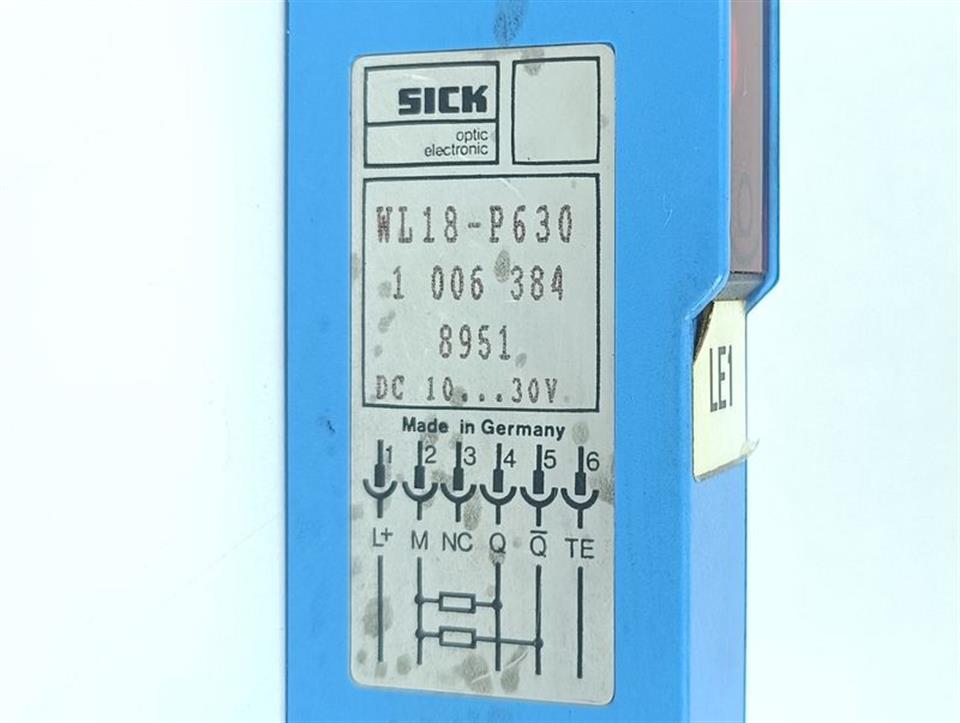 SICK
optic
electronic
WL18-P630
1 006 384
8951
DC 10...30V
Made in Germany
1 2 3 4 5 6
L+ M NC Q Q̅ TE
LE1